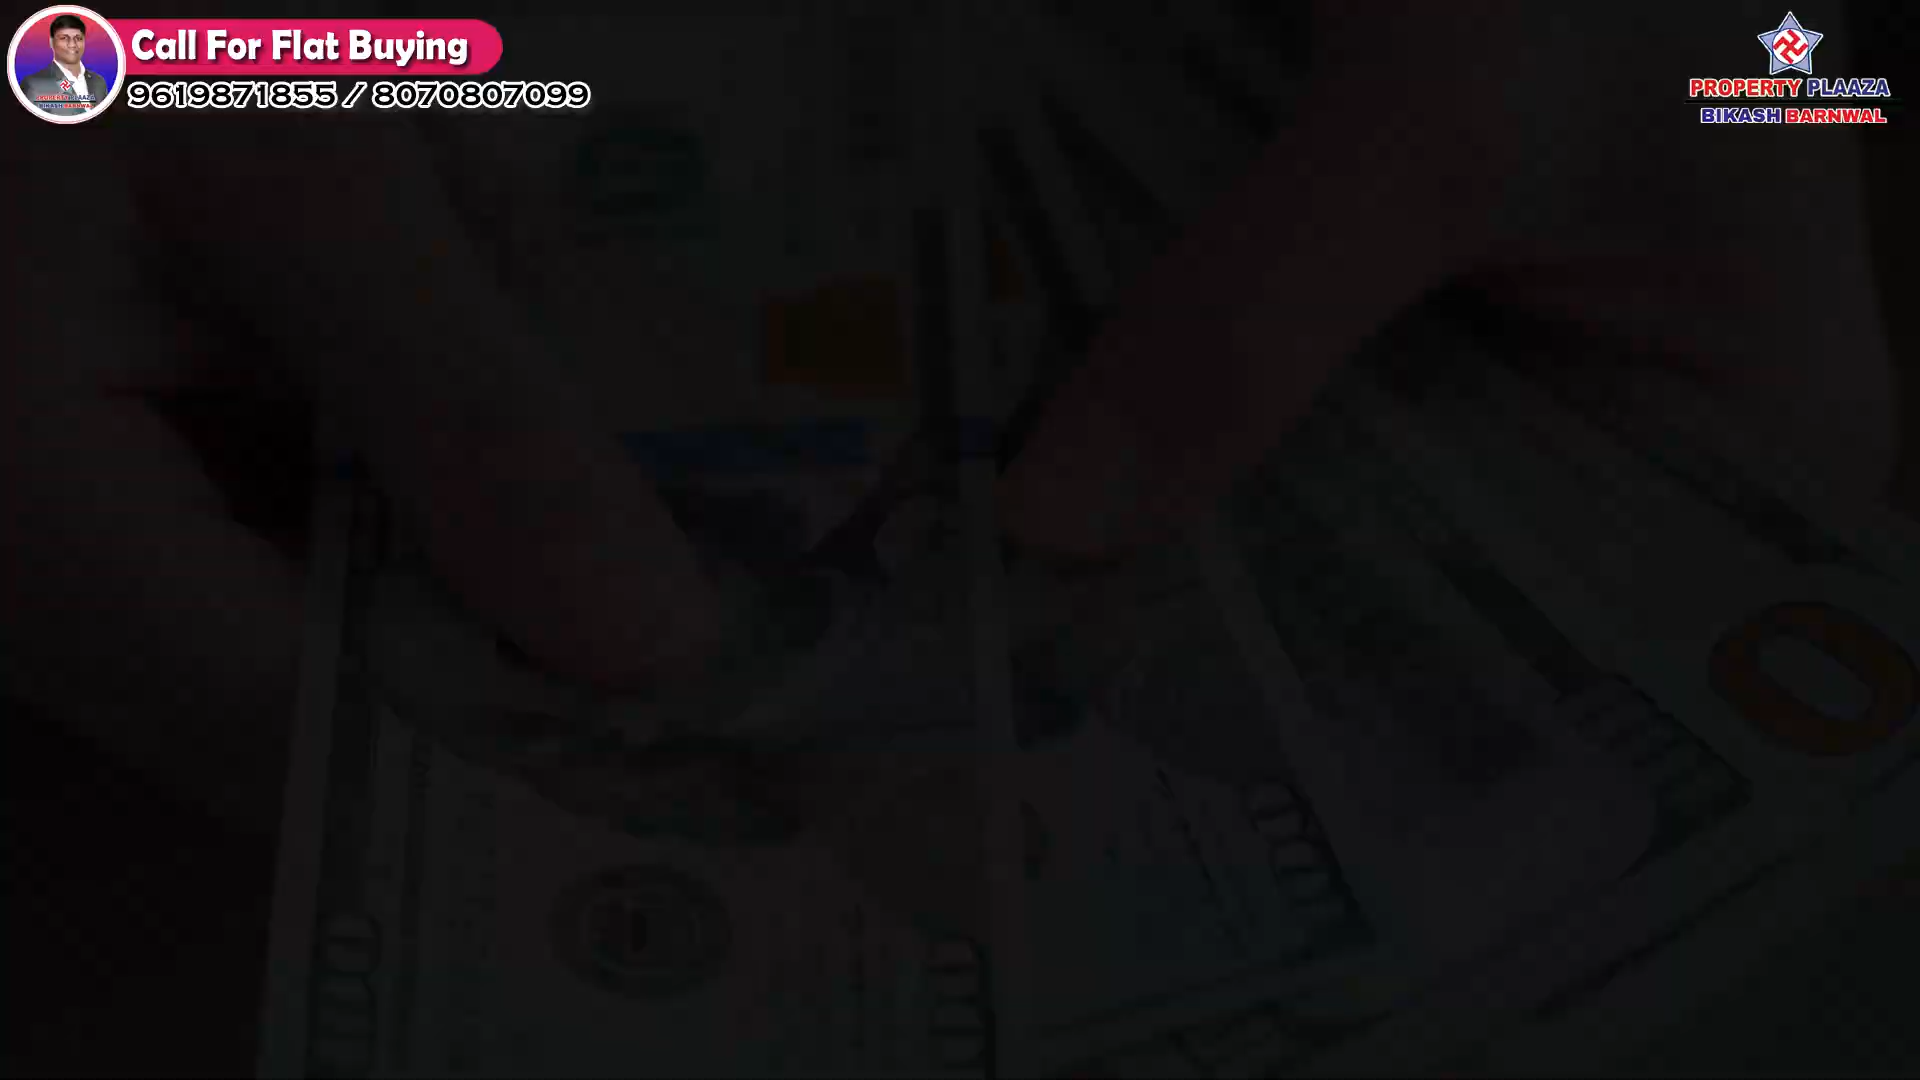 Call For Flat Buying
9619871855 / 8070807099
PROPERTY PLAAZA
BIKASH BARNWAL